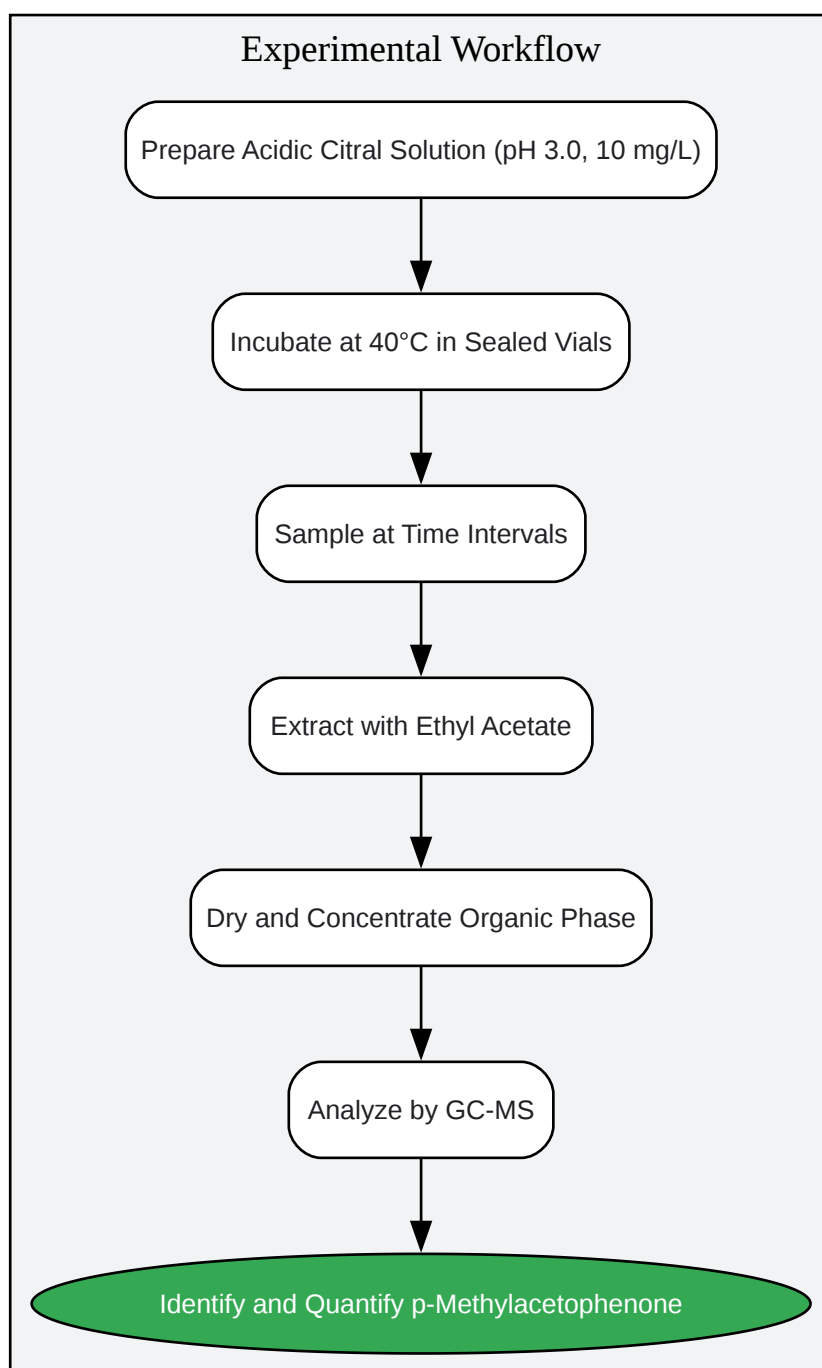 Experimental Workflow
Prepare Acidic Citral Solution (pH 3.0, 10 mg/L)
Incubate at 40°C in Sealed Vials
Sample at Time Intervals
Extract with Ethyl Acetate
Dry and Concentrate Organic Phase
Analyze by GC-MS
Identify and Quantify p-Methylacetophenone